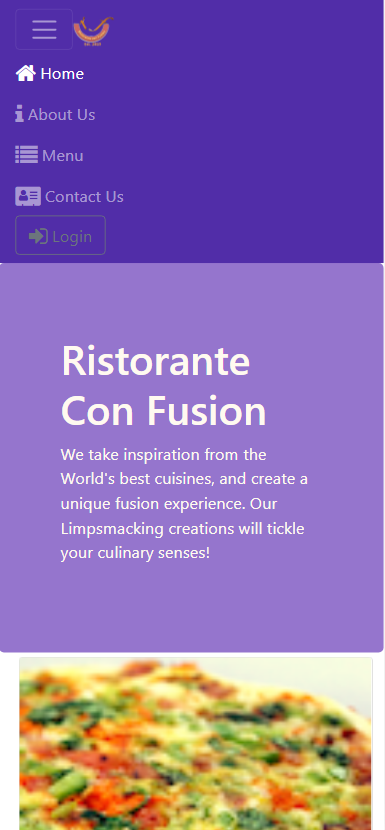 Home
About Us
Menu
Contact Us
Login
Ristorante
Con Fusion
We take inspiration from the
World's best cuisines, and create a
unique fusion experience. Our
Limpsmacking creations will tickle
your culinary senses!